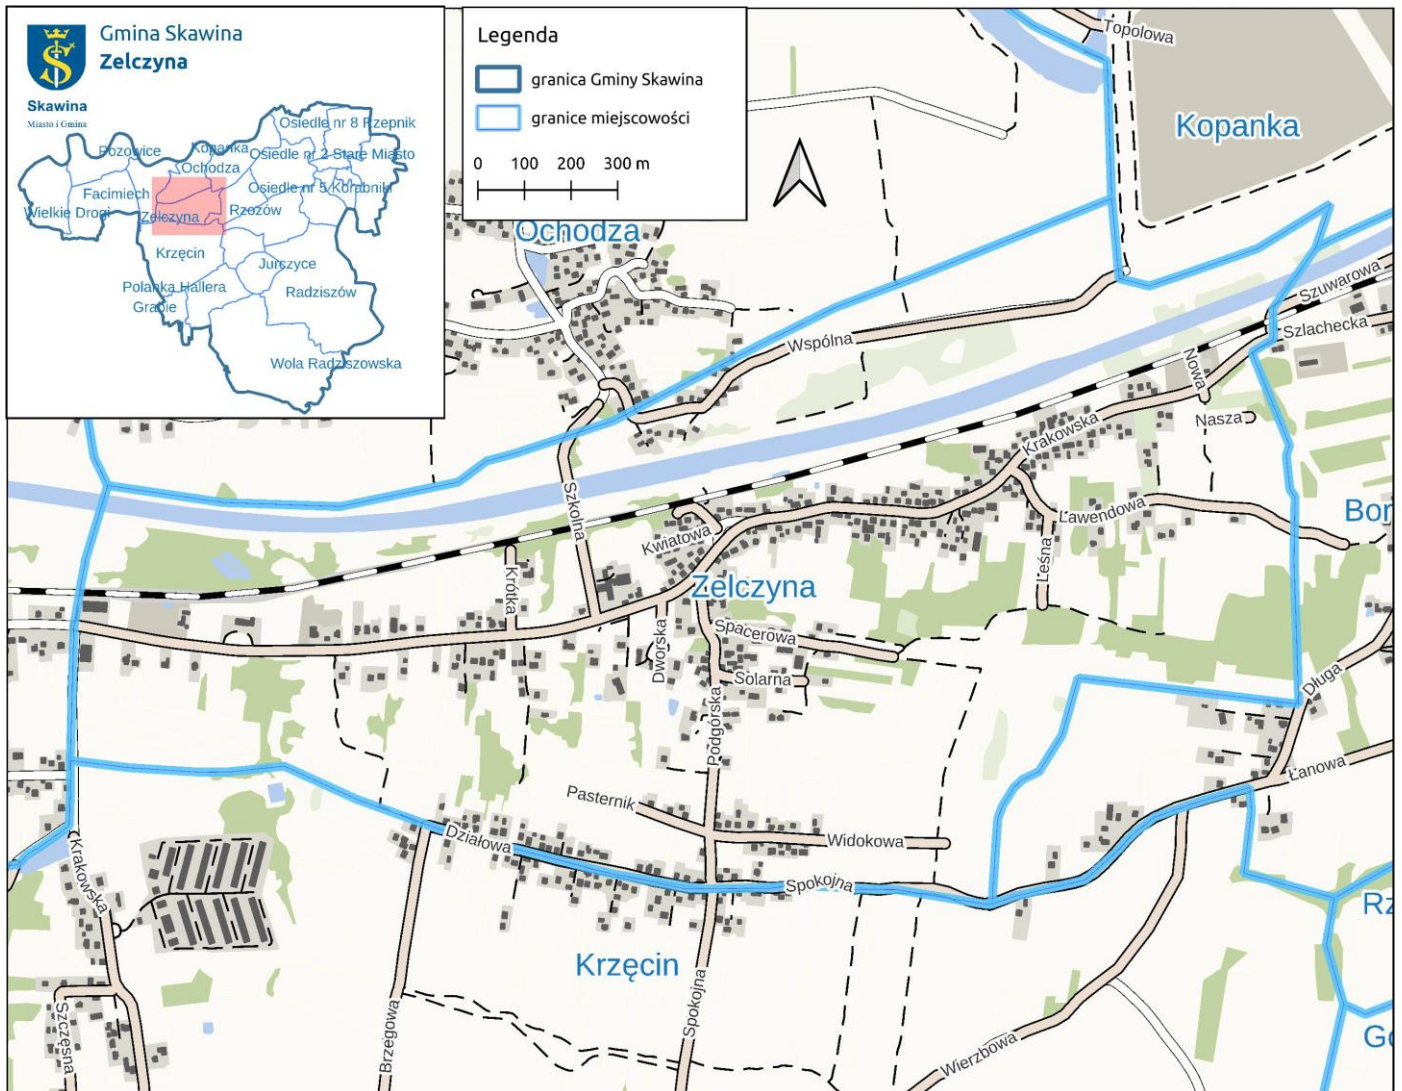 Gmina Skawina
Zelczyna
Skawina
Miasto i Gmina
Osiedle nr 8 Rzepnik
Pozowice
Kopanka
Osiedle nr 2 Stare Miasto
Ochodza
Facimiech
Osiedle nr 5 Korabniki
Wielkie Drogi
Zelczyna
Rzozów
Krzęcin
Jurczyce
Polanka Hallera
Radziszów
Grabie
Wola Radziszowska
Legenda
granica Gminy Skawina
granice miejscowości
0 100 200 300 m
Topolowa
Kopanka
Ochodza
Szuwarowa
Szlachecka
Wspólna
Nowa
Nasza
Krakowska
Szkolna
Lawendowa
Bor
Kwiatowa
Leśna
Krótka
Zelczyna
Dworska
Spacerowa
Solarna
Długa
Podgórska
Łanowa
Pasternik
Działowa
Widokowa
Krakowska
Spokojna
Rz
Krzęcin
Szczęsna
Brzegowa
Spokojna
Wierzbowa
Go